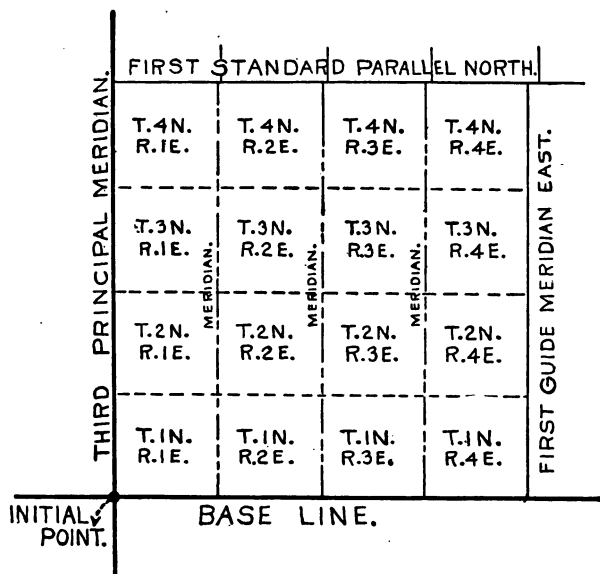 FIRST STANDARD PARALLEL NORTH.
THIRD PRINCIPAL MERIDIAN.
T.4N. T.4N. T.4N. T.4N.
R.1E. R.2E. R.3E. R.4E.
T.3N. T.3N. T.3N. T.3N.
R.1E. R.2E. R.3E. R.4E.
MERIDIAN.
MERIDIAN.
MERIDIAN.
T.2N. T.2N. T.2N. T.2N.
R.1E. R.2E. R.3E. R.4E.
T.1N. T.1N. T.1N. T.1N.
R.1E. R.2E. R.3E. R.4E.
FIRST GUIDE MERIDIAN EAST.
INITIAL
POINT.
BASE LINE.